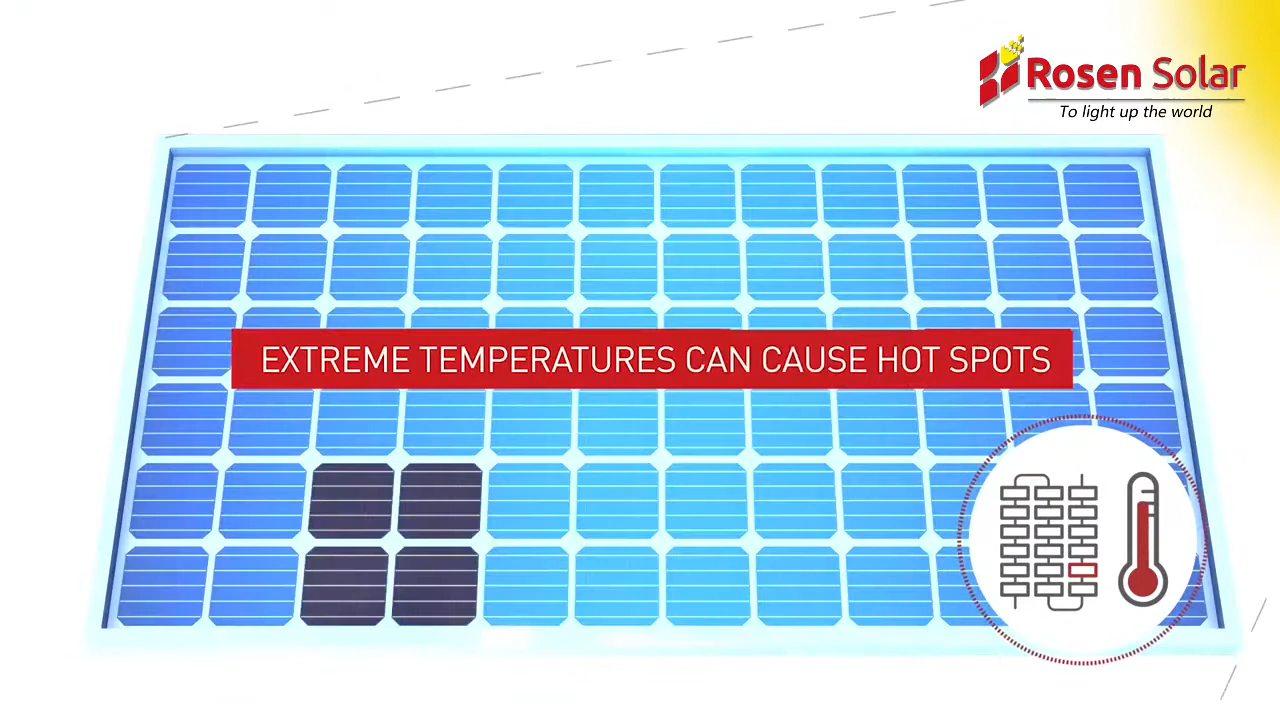 Rosen Solar
To light up the world
EXTREME TEMPERATURES CAN CAUSE HOT SPOTS